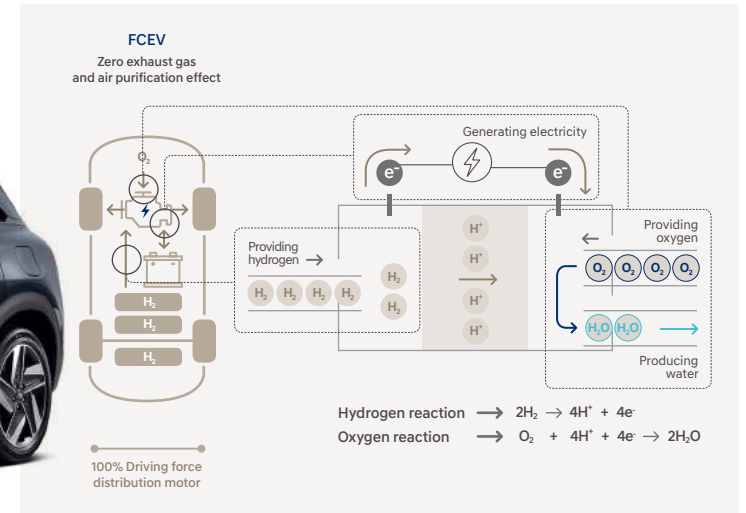 FCEV
Zero exhaust gas
and air purification effect
O₂
H₂
H₂
H₂
100% Driving force
distribution motor
Generating electricity
e⁻
e⁻
Providing
hydrogen
H₂ H₂ H₂ H₂
H₂
H₂
H⁺
H⁺
H⁺
H⁺
Providing
oxygen
O₂ O₂ O₂ O₂
H₂O H₂O
Producing
water
Hydrogen reaction → 2H₂ → 4H⁺ + 4e⁻
Oxygen reaction → O₂ + 4H⁺ + 4e⁻ → 2H₂O